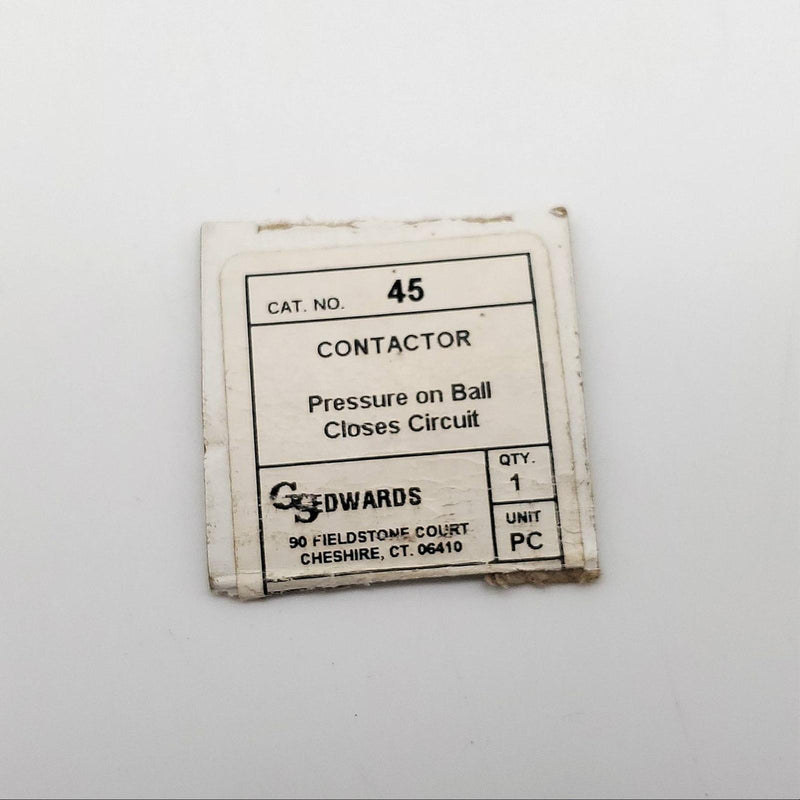 CAT. NO. 45
CONTACTOR
Pressure on Ball
Closes Circuit
GS EDWARDS
90 FIELDSTONE COURT
CHESHIRE, CT. 06410
QTY.
1
UNIT
PC